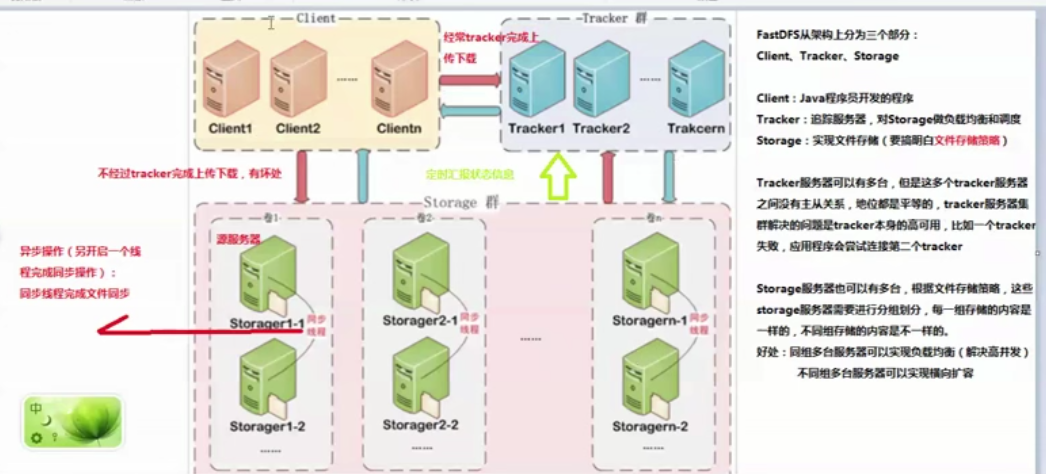 Client
Tracker 群
经常tracker完成上
传下载
Client1
Client2
......
Clientn
Tracker1
Tracker2
......
Trakcern
不经过tracker完成上传下载，有坏处
定时汇报状态信息
Storage 群
卷1
卷2
卷n
源服务器
异步操作（另开启一个线
程完成同步操作）：
同步线程完成文件同步
Storager1-1
同步
线程
Storager2-1
同步
线程
Storagern-1
同步
线程
......
Storager1-2
Storager2-2
Storagern-2
......
......
......
中
FastDFS从架构上分为三个部分：
Client、Tracker、Storage
Client：Java程序员开发的程序
Tracker：追踪服务器，对Storage做负载均衡和调度
Storage：实现文件存储（要搞明白文件存储策略）
Tracker服务器可以有多台，但是这多个tracker服务器
之间没有主从关系，地位都是平等的，tracker服务器集
群解决的问题是tracker本身的高可用，比如一个tracker
失败，应用程序会尝试连接第二个tracker
Storage服务器也可以有多台，根据文件存储策略，这些
storage服务器需要进行分组划分，每一组存储的内容是
一样的，不同组存储的内容是不一样的。
好处：同组多台服务器可以实现负载均衡（解决高并发）
不同组多台服务器可以实现横向扩容